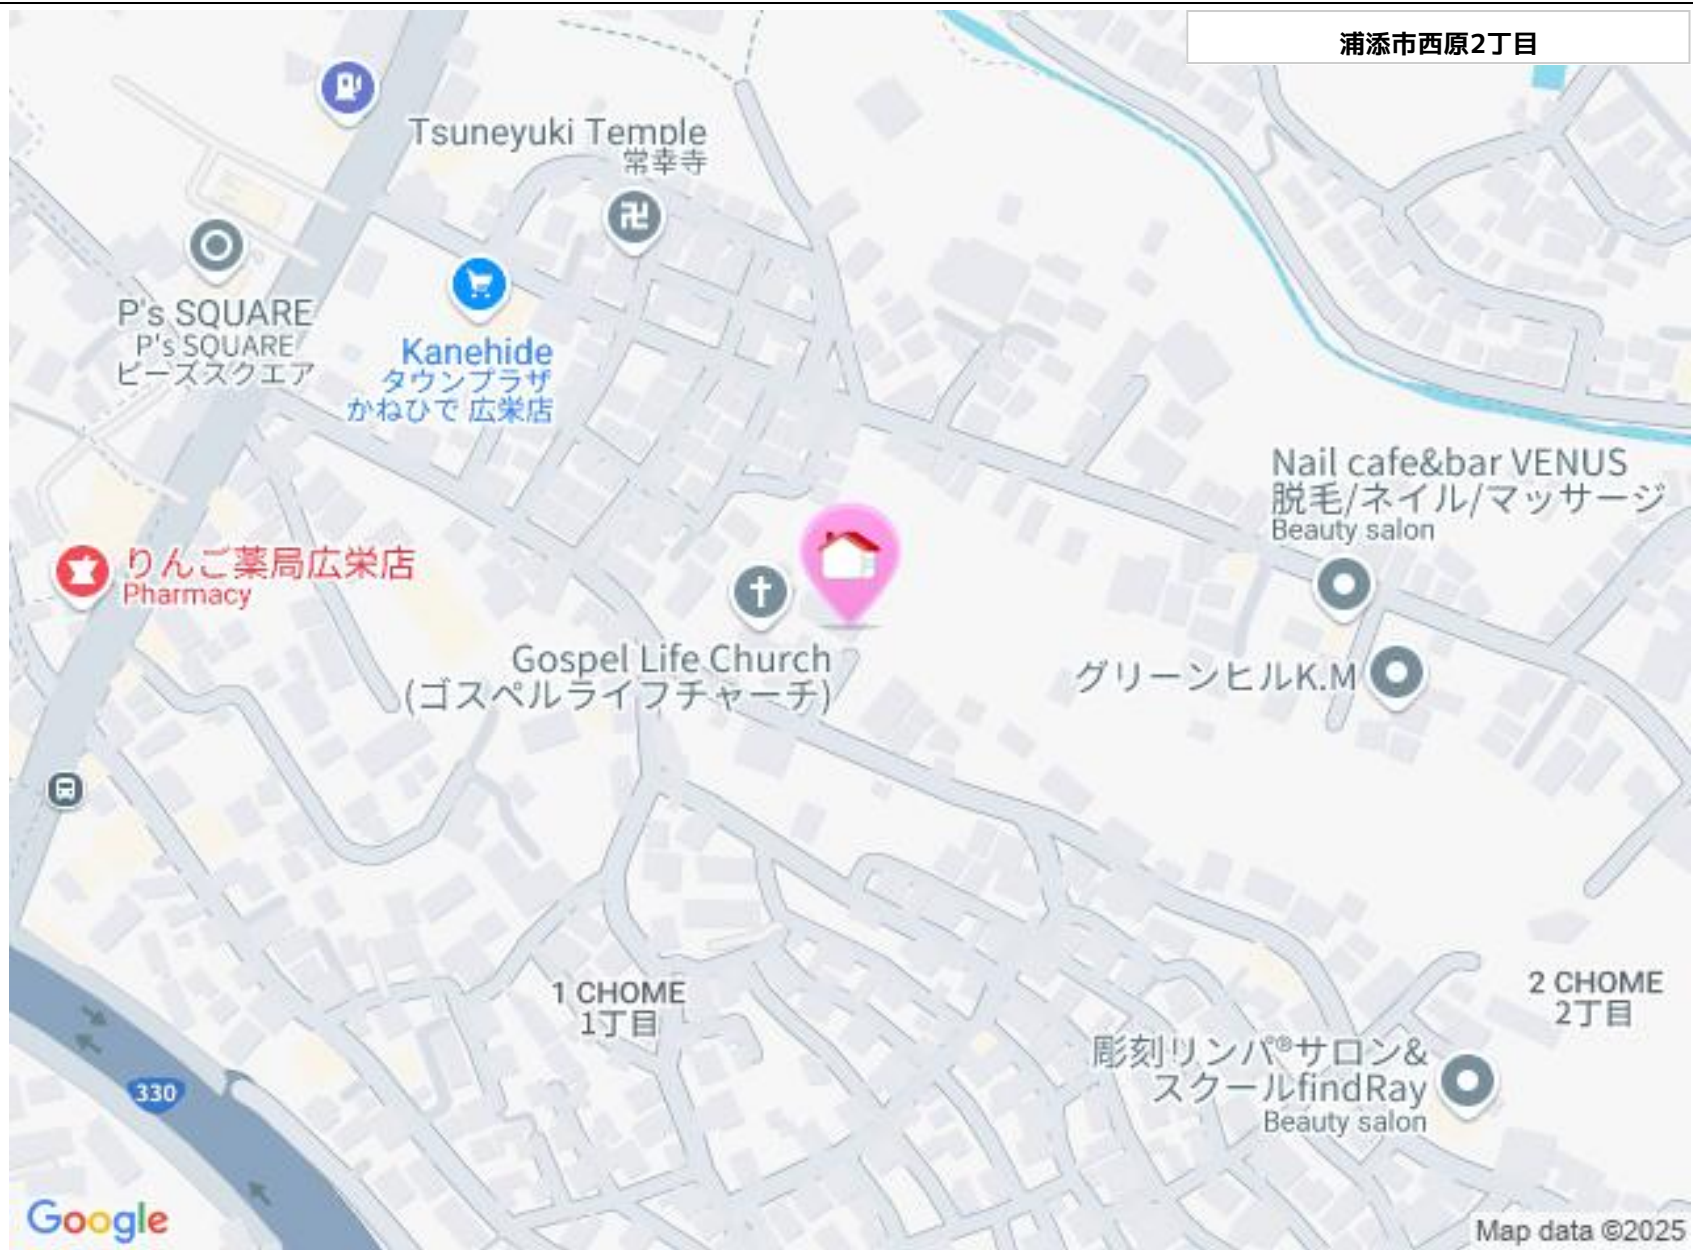 浦添市西原2丁目
Tsuneyuki Temple
常幸寺
卍
P's SQUARE
P's SQUARE
ピーズスクエア
Kanehide
タウンプラザ
かねひで 広栄店
Nail cafe&bar VENUS
脱毛/ネイル/マッサージ
Beauty salon
りんご薬局広栄店
Pharmacy
Gospel Life Church
(ゴスペルライフチャーチ)
グリーンヒルK.M
1 CHOME
1丁目
2 CHOME
2丁目
彫刻リンパ®サロン&
スクールfindRay
Beauty salon
330
Google
Map data ©2025